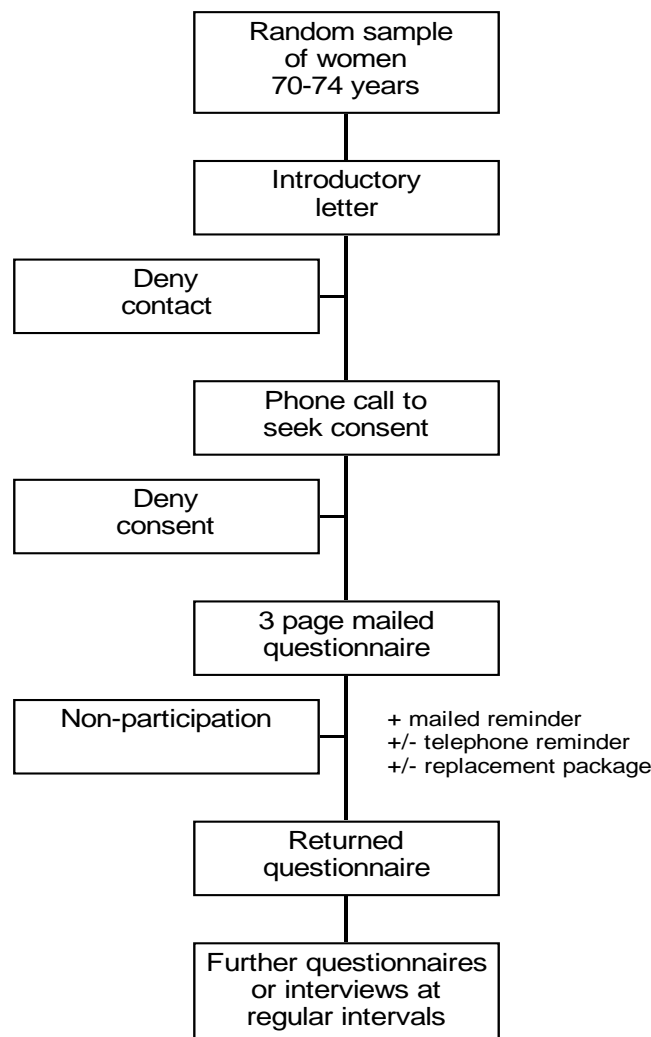 Random sample
of women
70-74 years
Introductory
letter
Deny
contact
Phone call to
seek consent
Deny
consent
3 page mailed
questionnaire
Non-participation
+ mailed reminder
+/- telephone reminder
+/- replacement package
Returned
questionnaire
Further questionnaires
or interviews at
regular intervals